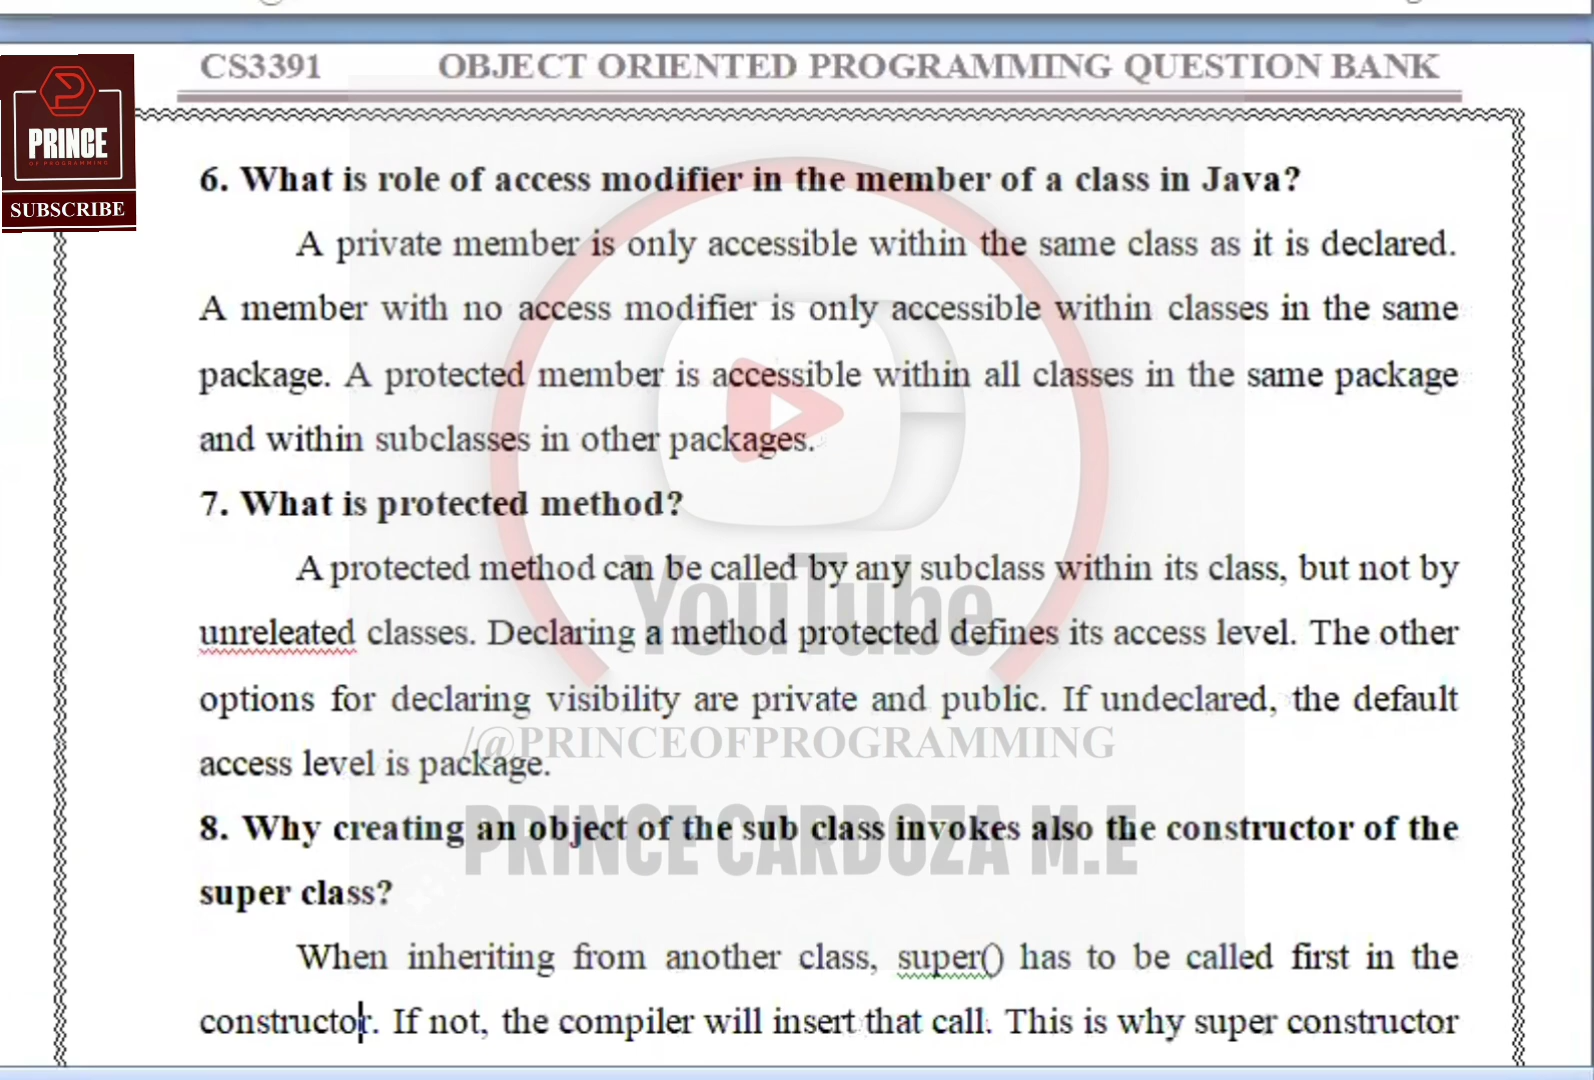 CS3391 OBJECT ORIENTED PROGRAMMING QUESTION BANK
PRINCE
OF PROGRAMMING
SUBSCRIBE
6. What is role of access modifier in the member of a class in Java?
A private member is only accessible within the same class as it is declared.
A member with no access modifier is only accessible within classes in the same
package. A protected member is accessible within all classes in the same package
and within subclasses in other packages.
7. What is protected method?
A protected method can be called by any subclass within its class, but not by
unreleated classes. Declaring a method protected defines its access level. The other
options for declaring visibility are private and public. If undeclared, the default
access level is package.
YouTube
/@PRINCEOFPROGRAMMING
PRINCE CARDOZA M.E
8. Why creating an object of the sub class invokes also the constructor of the
super class?
When inheriting from another class, super() has to be called first in the
constructor. If not, the compiler will insert that call. This is why super constructor